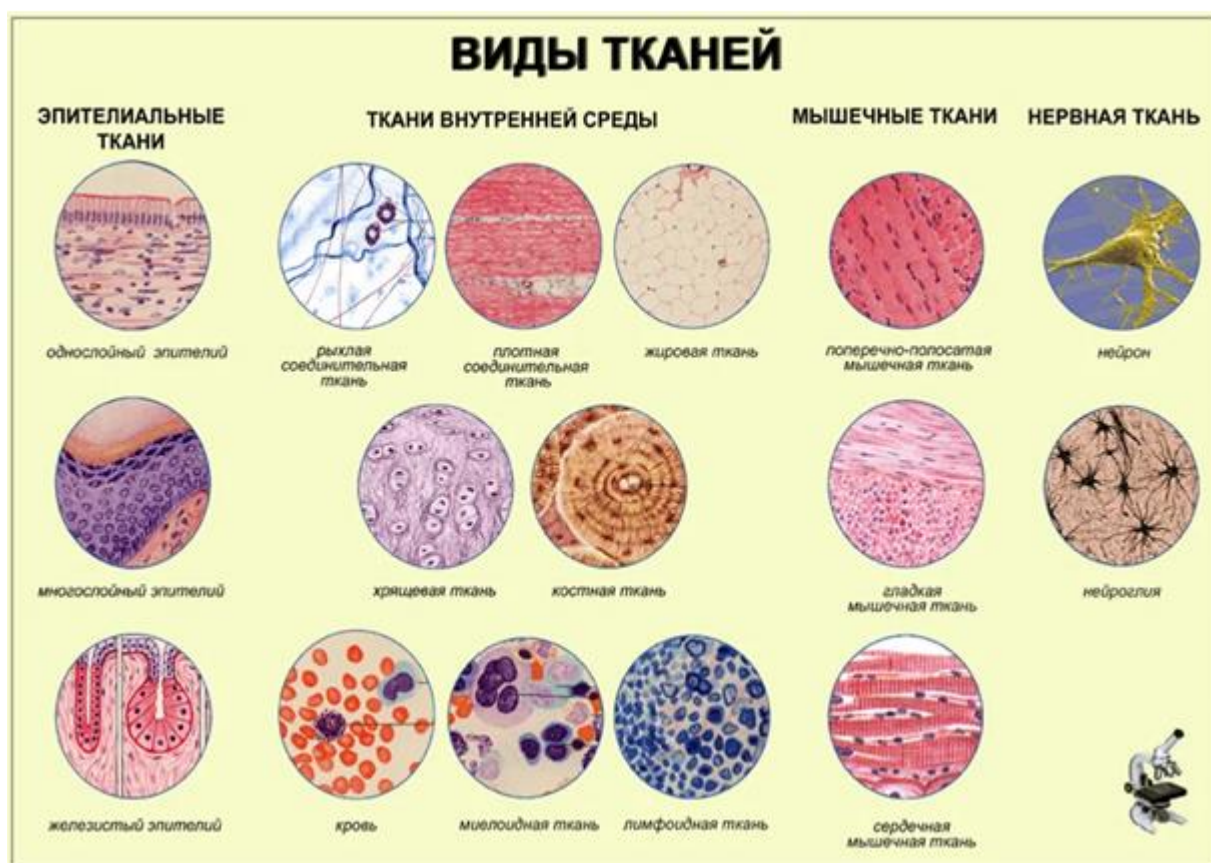 ВИДЫ ТКАНЕЙ
ЭПИТЕЛИАЛЬНЫЕ
ТКАНИ
ТКАНИ ВНУТРЕННЕЙ СРЕДЫ
МЫШЕЧНЫЕ ТКАНИ
НЕРВНАЯ ТКАНЬ
однослойный эпителий
рыхлая
соединительная
ткань
плотная
соединительная
ткань
жировая ткань
поперечно-полосатая
мышечная ткань
нейрон
многослойный эпителий
хрящевая ткань
костная ткань
гладкая
мышечная ткань
нейроглия
железистый эпителий
кровь
миелоидная ткань
лимфоидная ткань
сердечная
мышечная ткань